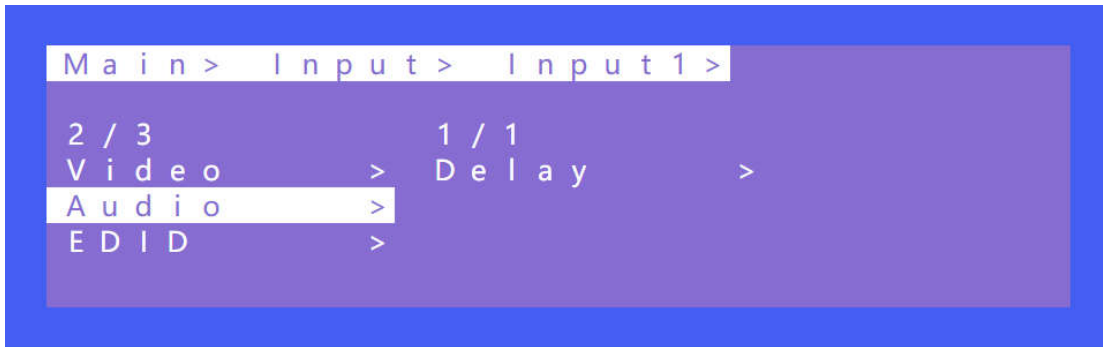 Main> Input> Input1>
2/3 1/1
Video > Delay >
Audio >
EDID >